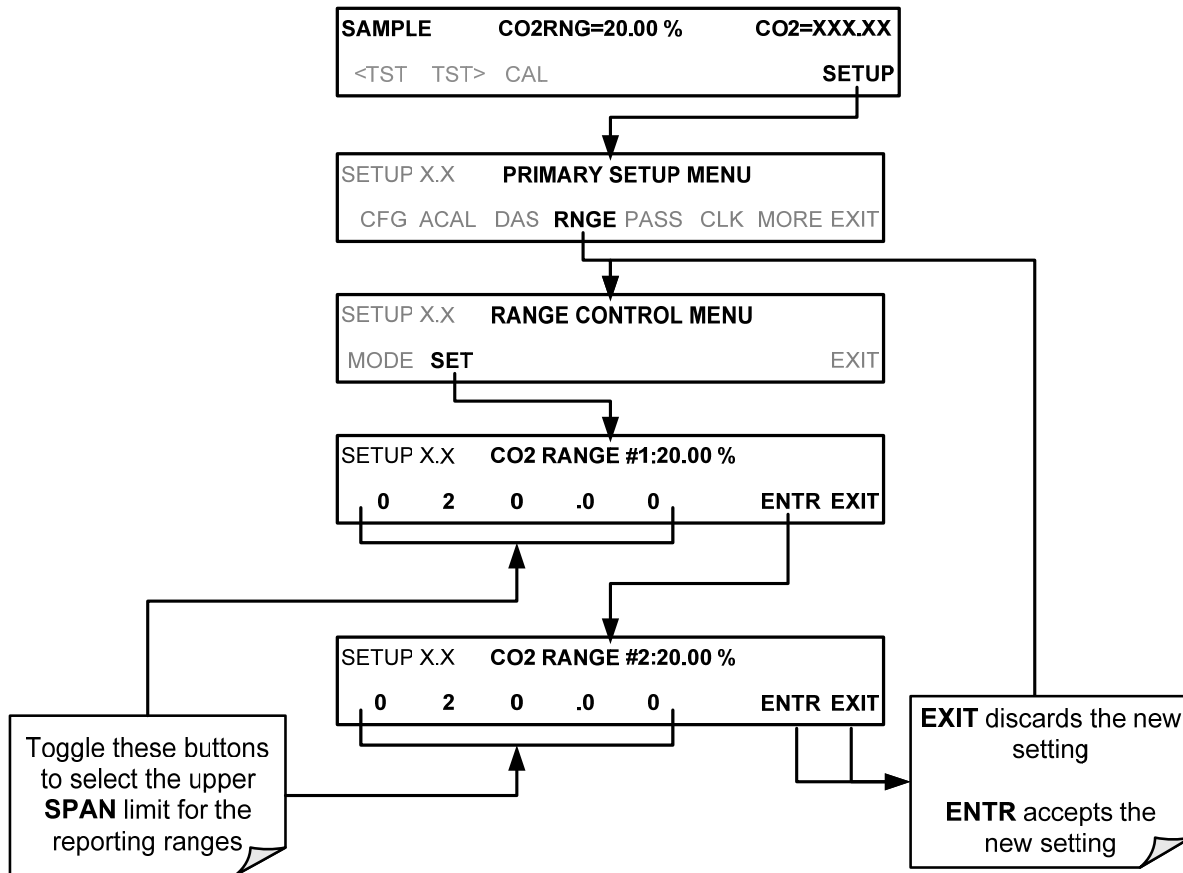 SAMPLE CO2RNG=20.00 % CO2=XXX.XX
<TST TST> CAL SETUP
SETUP X.X PRIMARY SETUP MENU
CFG ACAL DAS RNGE PASS CLK MORE EXIT
SETUP X.X RANGE CONTROL MENU
MODE SET EXIT
SETUP X.X CO2 RANGE #1:20.00 %
0 2 0 .0 0 ENTR EXIT
SETUP X.X CO2 RANGE #2:20.00 %
0 2 0 .0 0 ENTR EXIT
Toggle these buttons
to select the upper
SPAN limit for the
reporting ranges
EXIT discards the new
setting
ENTR accepts the
new setting